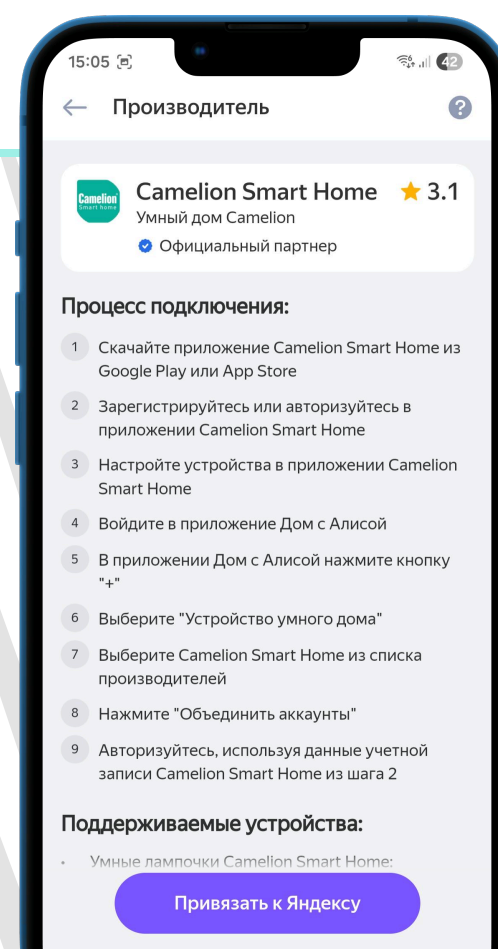 15:05
42
Производитель
?
Camelion
Smart home
Camelion Smart Home
3.1
Умный дом Camelion
Официальный партнер
Процесс подключения:
1 Скачайте приложение Camelion Smart Home из
Google Play или App Store
2 Зарегистрируйтесь или авторизуйтесь в
приложении Camelion Smart Home
3 Настройте устройства в приложении Camelion
Smart Home
4 Войдите в приложение Дом с Алисой
5 В приложении Дом с Алисой нажмите кнопку
"+"
6 Выберите "Устройство умного дома"
7 Выберите Camelion Smart Home из списка
производителей
8 Нажмите "Объединить аккаунты"
9 Авторизуйтесь, используя данные учетной
записи Camelion Smart Home из шага 2
Поддерживаемые устройства:
• Умные лампочки Camelion Smart Home:
Привязать к Яндексу